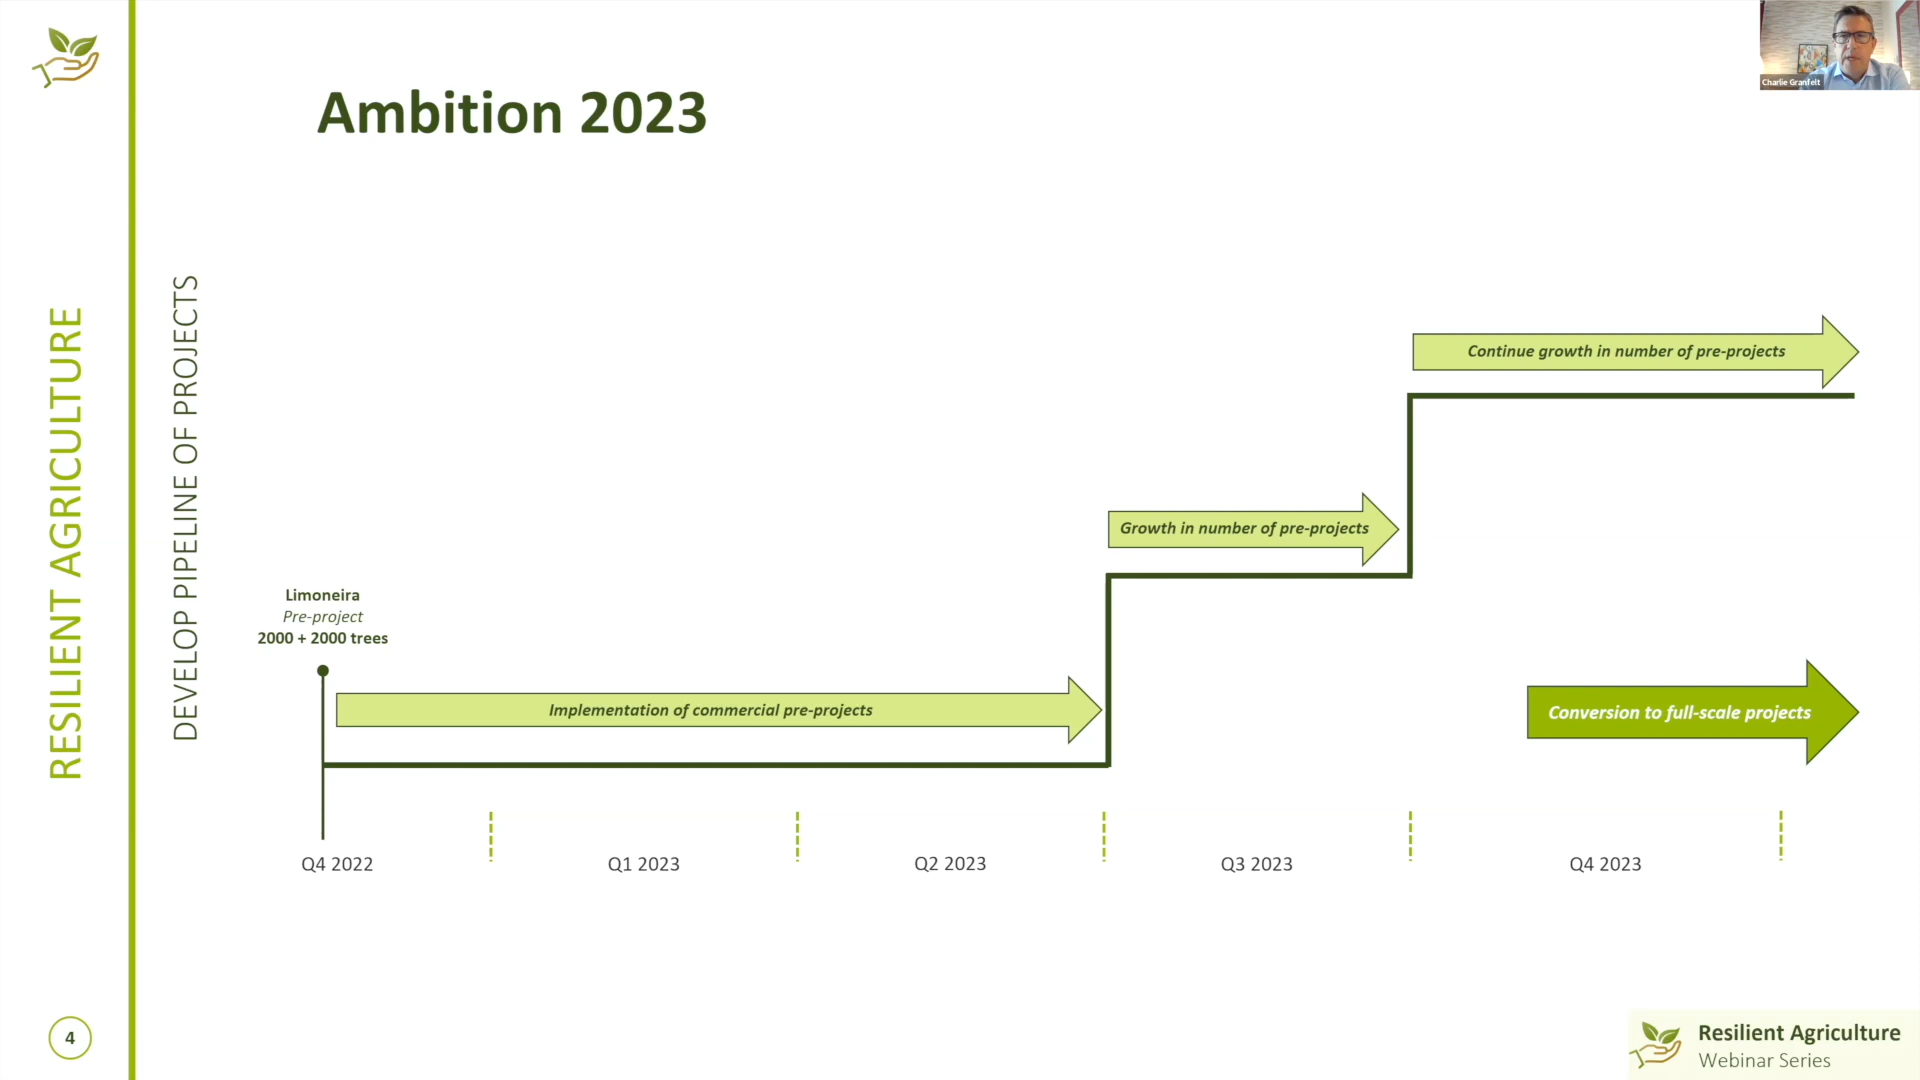 Ambition 2023
Charlie Granfelt
RESILIENT AGRICULTURE
DEVELOP PIPELINE OF PROJECTS
Continue growth in number of pre-projects
Growth in number of pre-projects
Limoneira
Pre-project
2000 + 2000 trees
Implementation of commercial pre-projects
Conversion to full-scale projects
Q4 2022
Q1 2023
Q2 2023
Q3 2023
Q4 2023
4
Resilient Agriculture
Webinar Series